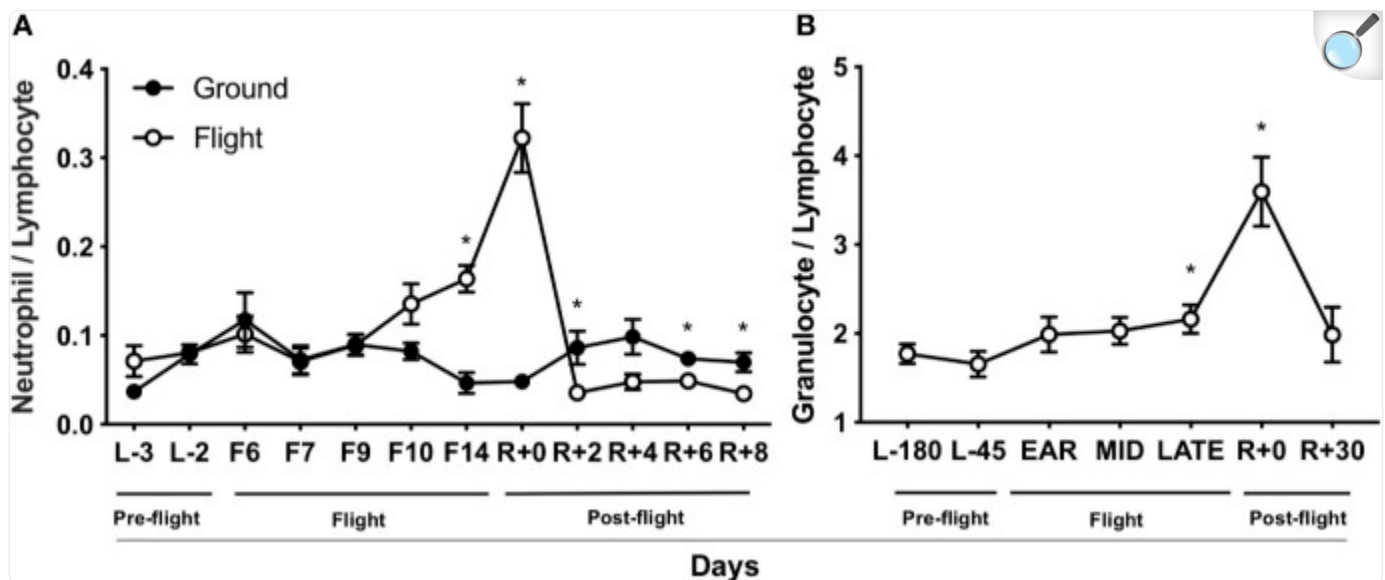 A
Neutrophil / Lymphocyte
0.4
0.3
0.2
0.1
0.0
Ground
Flight
*
*
*
*
*
L-3 L-2 F6 F7 F9 F10 F14 R+0 R+2 R+4 R+6 R+8
Pre-flight Flight Post-flight
B
Granulocyte / Lymphocyte
5
4
3
2
1
*
*
L-180 L-45 EAR MID LATE R+0 R+30
Pre-flight Flight Post-flight
Days